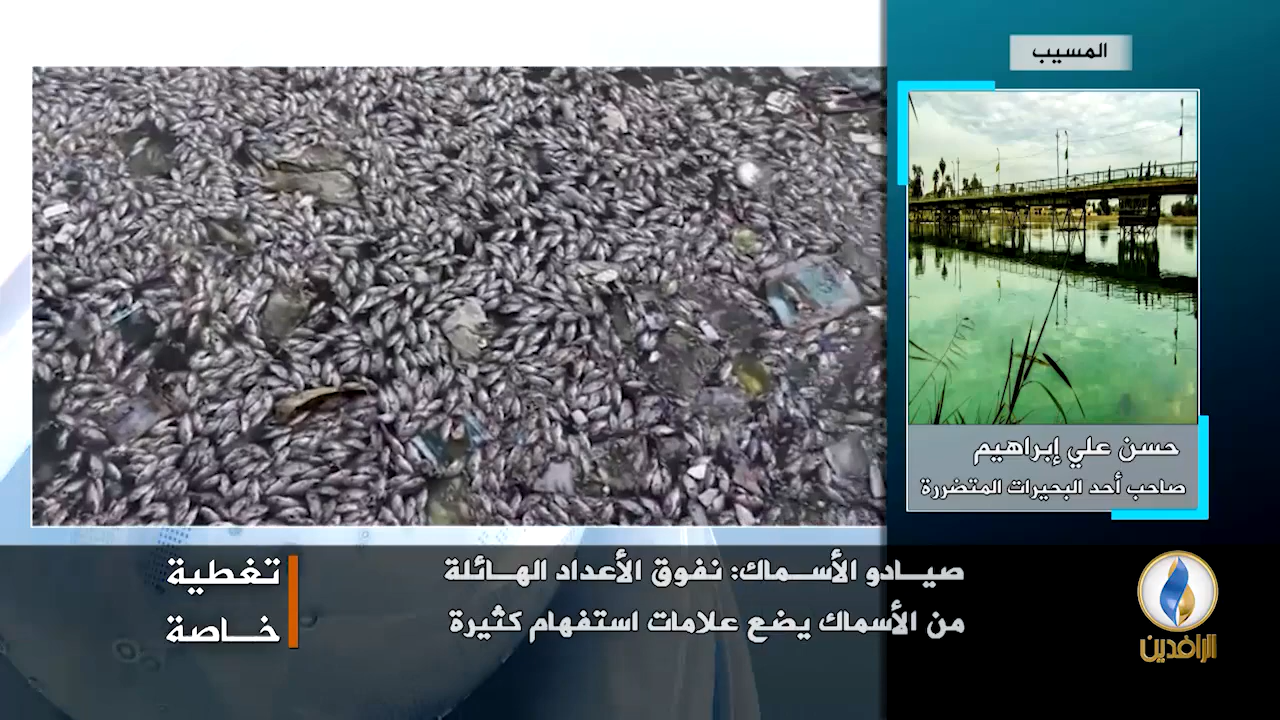 المسيب
حسن علي إبراهيم
صاحب أحد البحيرات المتضررة
صيادو الأسماك: نفوق الأعداد الهائلة
من الأسماك يضع علامات استفهام كثيرة
تغطية
خاصة
الرافدين